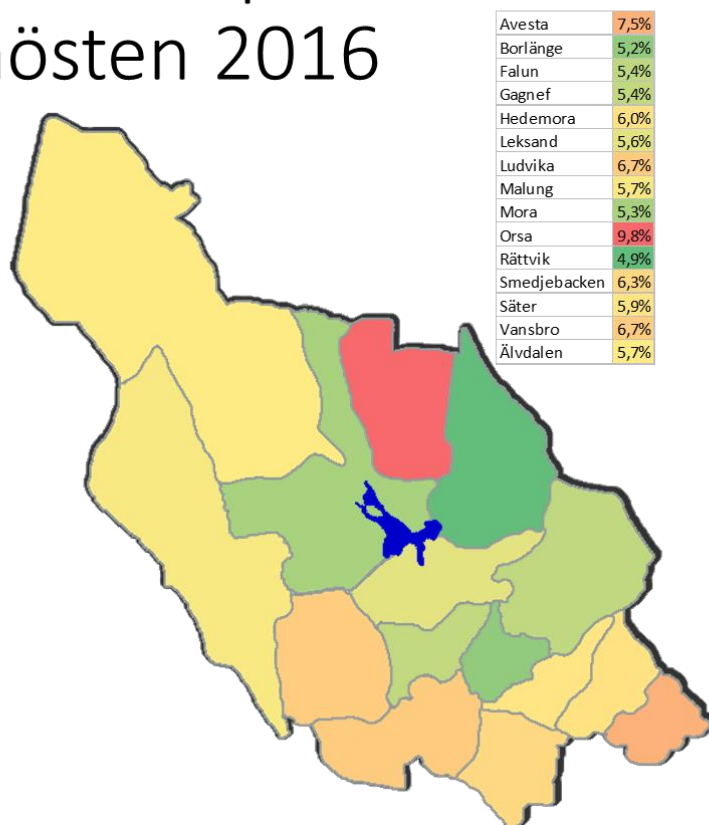 hösten 2016
Avesta 7,5%
Borlänge 5,2%
Falun 5,4%
Gagnef 5,4%
Hedemora 6,0%
Leksand 5,6%
Ludvika 6,7%
Malung 5,7%
Mora 5,3%
Orsa 9,8%
Rättvik 4,9%
Smedjebacken 6,3%
Säter 5,9%
Vansbro 6,7%
Älvdalen 5,7%